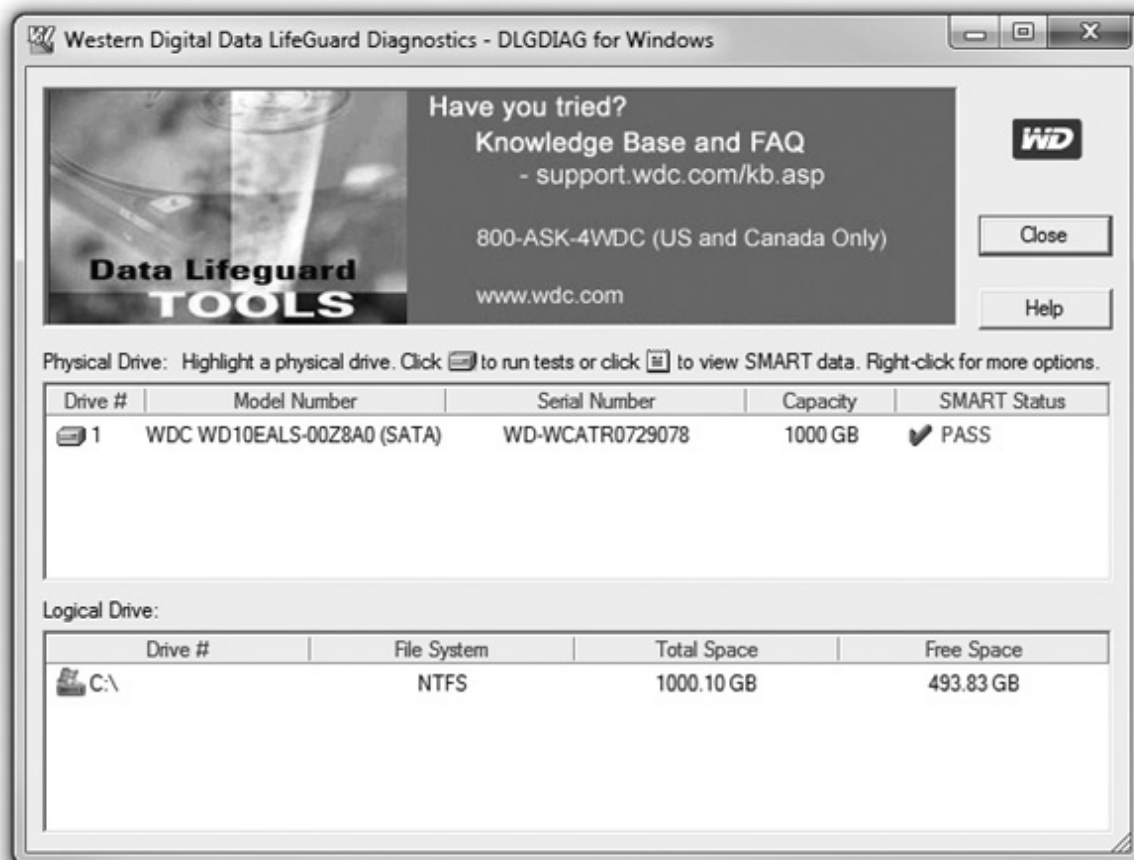 Western Digital Data LifeGuard Diagnostics - DLGDIAG for Windows
Have you tried?
Knowledge Base and FAQ
- support.wdc.com/kb.asp
800-ASK-4WDC (US and Canada Only)
www.wdc.com
Data Lifeguard
TOOLS
WD
Close
Help
Physical Drive: Highlight a physical drive. Click to run tests or click to view SMART data. Right-click for more options.
Drive # Model Number Serial Number Capacity SMART Status
1 WDC WD10EALS-00Z8A0 (SATA) WD-WCATR0729078 1000 GB PASS
Logical Drive:
Drive # File System Total Space Free Space
C:\ NTFS 1000.10 GB 493.83 GB